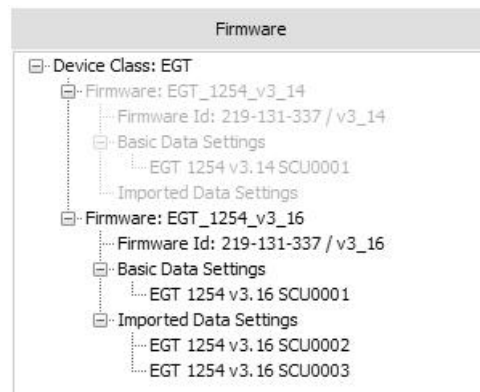 Firmware
Device Class: EGT
Firmware: EGT_1254_v3_14
Firmware Id: 219-131-337 / v3_14
Basic Data Settings
EGT 1254 v3.14 SCU0001
Imported Data Settings
Firmware: EGT_1254_v3_16
Firmware Id: 219-131-337 / v3_16
Basic Data Settings
EGT 1254 v3.16 SCU0001
Imported Data Settings
EGT 1254 v3.16 SCU0002
EGT 1254 v3.16 SCU0003